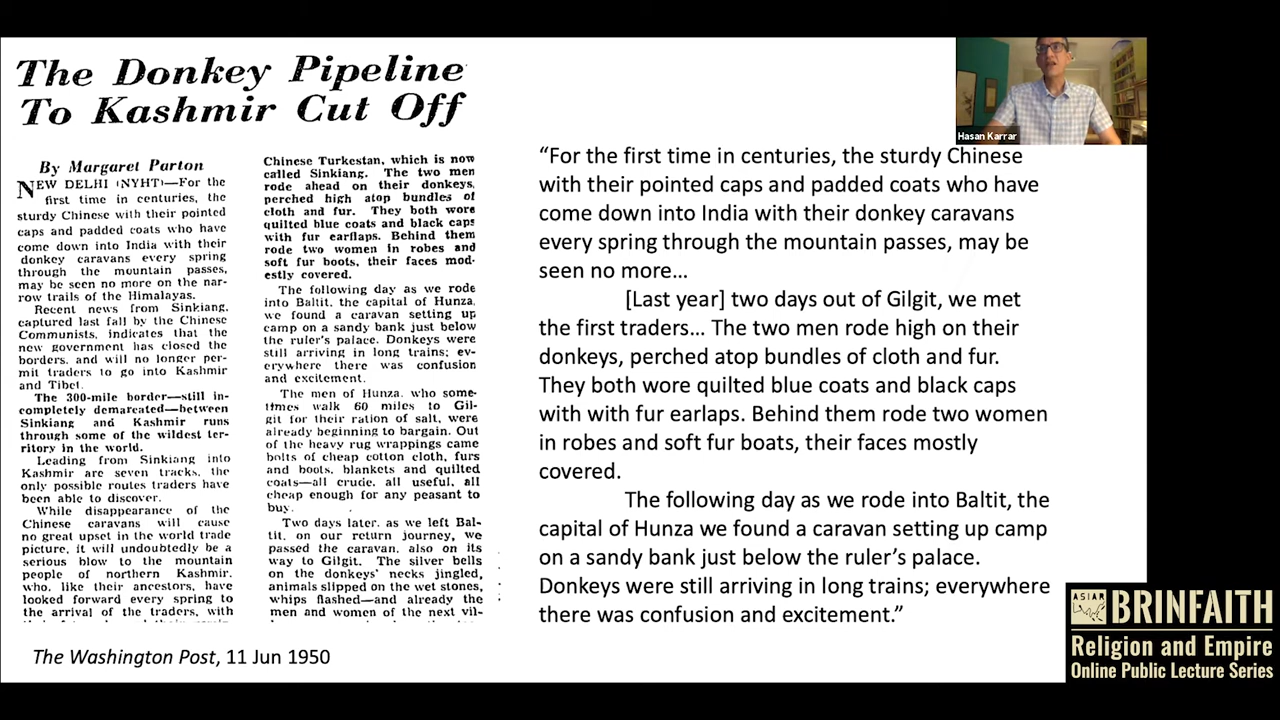 The Donkey Pipeline
To Kashmir Cut Off
By Margaret Parton
NEW DELHI (NYHT)—For the
first time in centuries, the
sturdy Chinese with their pointed
caps and padded coats who have
come down into India with their
donkey caravans every spring
through the mountain passes,
may be seen no more on the nar-
row trails of the Himalayas.
Recent news from Sinkiang,
captured last fall by the Chinese
Communists, indicates that the
new government has closed the
borders, and will no longer per-
mit traders to go into Kashmir
and Tibet.
The 300-mile border—still in-
completely demarcated—between
Sinkiang and Kashmir runs
through some of the wildest ter-
ritory in the world.
Leading from Sinkiang into
Kashmir are seven tracks, the
only possible routes traders have
been able to discover.
While disappearance of the
Chinese caravans will cause
no great upset in the world trade
picture, it will undoubtedly be a
serious blow to the mountain
people of northern Kashmir,
who, like their ancestors, have
looked forward every spring to
the arrival of the traders, with
Chinese Turkestan, which is now
called Sinkiang. The two men
rode ahead on their donkeys,
perched high atop bundles of
cloth and fur. They both wore
quilted blue coats and black caps
with fur earflaps. Behind them
rode two women in robes and
soft fur boots, their faces mod-
estly covered.
The following day as we rode
into Baltit, the capital of Hunza,
we found a caravan setting up
camp on a sandy bank just below
the ruler's palace. Donkeys were
still arriving in long trains; ev-
erywhere there was confusion
and excitement.
The men of Hunza, who some-
times walk 60 miles to Gil-
git for their ration of salt, were
already beginning to bargain. Out
of the heavy rug wrappings came
bolts of cheap cotton cloth, furs
and boots, blankets and quilted
coats—all crude, all useful, all
cheap enough for any peasant to
buy.
Two days later, as we left Bal-
tit, on our return journey, we
passed the caravan, also on its
way to Gilgit. The silver bells
on the donkeys' necks jingled,
animals slipped on the wet stones,
whips flashed—and already the
men and women of the next vil-
The Washington Post, 11 Jun 1950
Hasan Karrar
“For the first time in centuries, the sturdy Chinese
with their pointed caps and padded coats who have
come down into India with their donkey caravans
every spring through the mountain passes, may be
seen no more…
[Last year] two days out of Gilgit, we met
the first traders… The two men rode high on their
donkeys, perched atop bundles of cloth and fur.
They both wore quilted blue coats and black caps
with with fur earlaps. Behind them rode two women
in robes and soft fur boats, their faces mostly
covered.
The following day as we rode into Baltit, the
capital of Hunza we found a caravan setting up camp
on a sandy bank just below the ruler’s palace.
Donkeys were still arriving in long trains; everywhere
there was confusion and excitement.”
ASIAR
BRINFAITH
Religion and Empire
Online Public Lecture Series